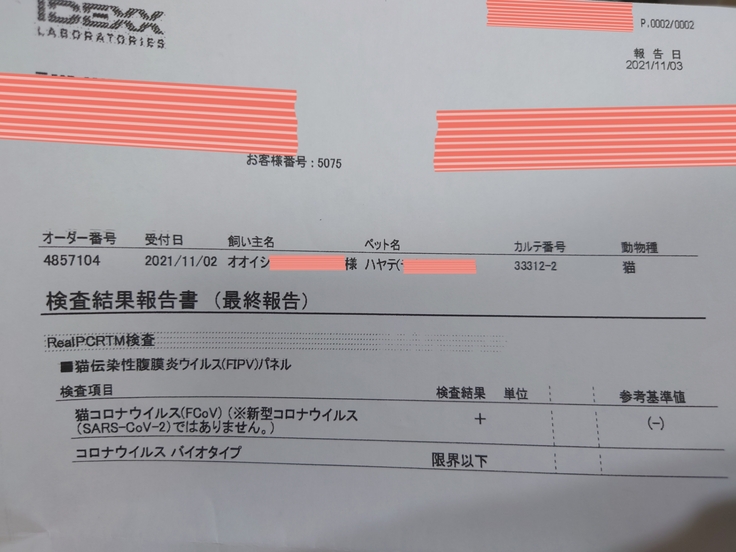 IDEXX
LABORATORIES
P.0002/0002
報告日
2021/11/03
お客様番号:5075
オーダー番号 受付日 飼い主名 ペット名 カルテ番号 動物種
4857104 2021/11/02 オオイシ 様 ハヤテ( 33312-2 猫
検査結果報告書 (最終報告)
RealPCRTM検査
■猫伝染性腹膜炎ウイルス(FIPV)パネル
検査項目 検査結果 単位 参考基準値
猫コロナウイルス(FCoV) (※新型コロナウイルス + (-)
(SARS-CoV-2)ではありません。)
コロナウイルス バイオタイプ 限界以下